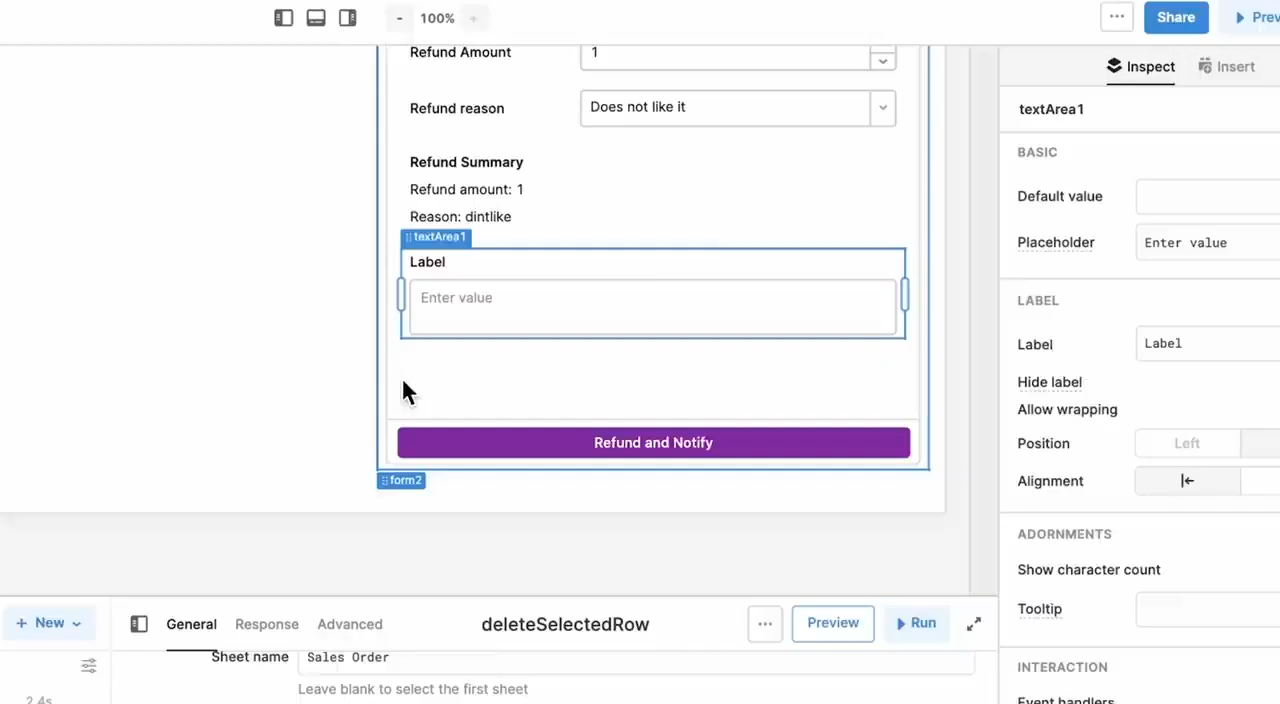 - 100% +
Share
Prev
Refund Amount
1
Inspect
Insert
Refund reason
Does not like it
textArea1
BASIC
Refund Summary
Refund amount: 1
Default value
Reason: dintlike
textArea1
Placeholder
Enter value
Label
Enter value
LABEL
Label
Label
Hide label
Allow wrapping
Refund and Notify
Position
Left
form2
Alignment
ADORNMENTS
Show character count
Tooltip
+ New
General
Response
Advanced
deleteSelectedRow
Preview
Run
Sheet name
Sales Order
INTERACTION
Leave blank to select the first sheet
2.4s
Event handlers